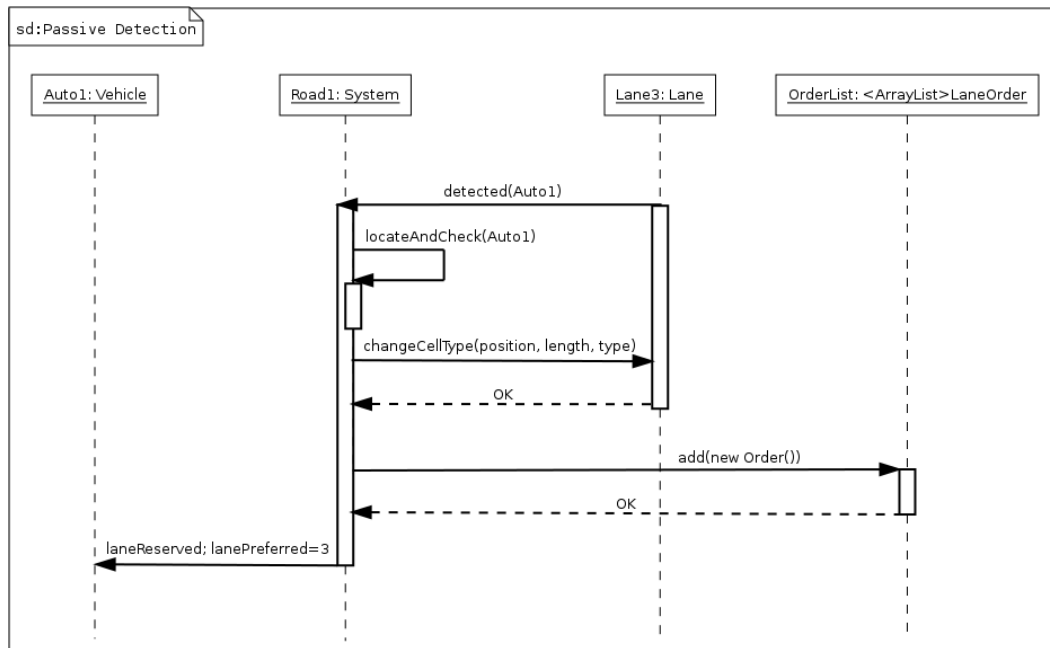 sd:Passive Detection
Auto1: Vehicle
Road1: System
Lane3: Lane
OrderList: <ArrayList>LaneOrder
detected(Auto1)
locateAndCheck(Auto1)
changeCellType(position, length, type)
OK
add(new Order())
OK
laneReserved; lanePreferred=3